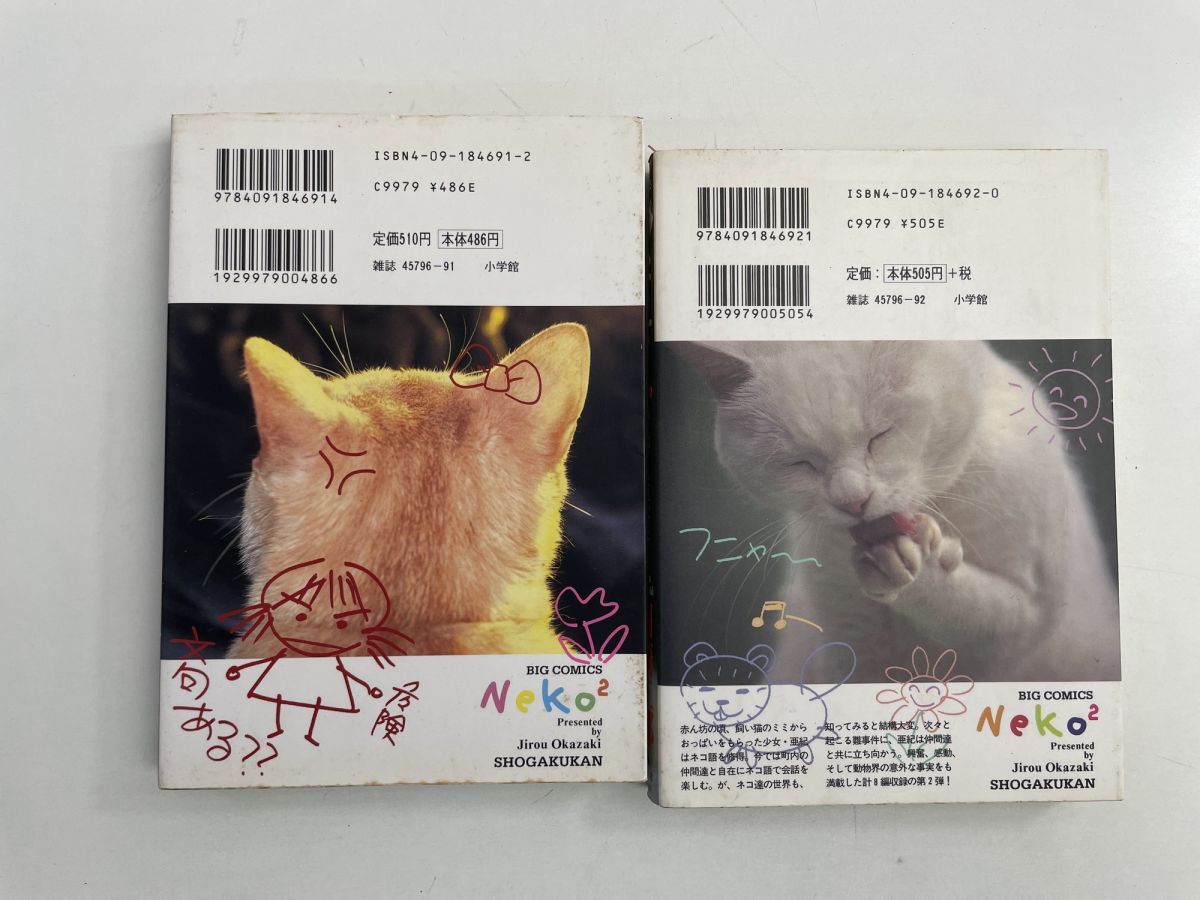 ISBN4-09-184691-2
9784091846914
C9979 ¥486E
定価510円 本体486円
1929979004866
雑誌 45796-91 小学館
文句ある??
冷険
BIG COMICS
Neko2
Presented
by
Jirou Okazaki
SHOGAKUKAN
ISBN4-09-184692-0
9784091846921
C9979 ¥505E
定価:本体505円+税
1929979005054
雑誌 45796-92 小学館
フニャ〜
赤ん坊の頃、飼い猫のミミから
おっぱいをもらった少女・亜紀
はネコ語を修得。今では町内の
仲間達と自在にネコ語で会話を
楽しむ。が、ネコ達の世界も、
知ってみると結構大変。次々と
起こる難事件に、亜紀は仲間達
と共に立ち向かう。興奮、感動、
そして動物界の意外な事実をも
満載した計8編収録の第2弾!
BIG COMICS
Neko2
Presented
by
Jirou Okazaki
SHOGAKUKAN